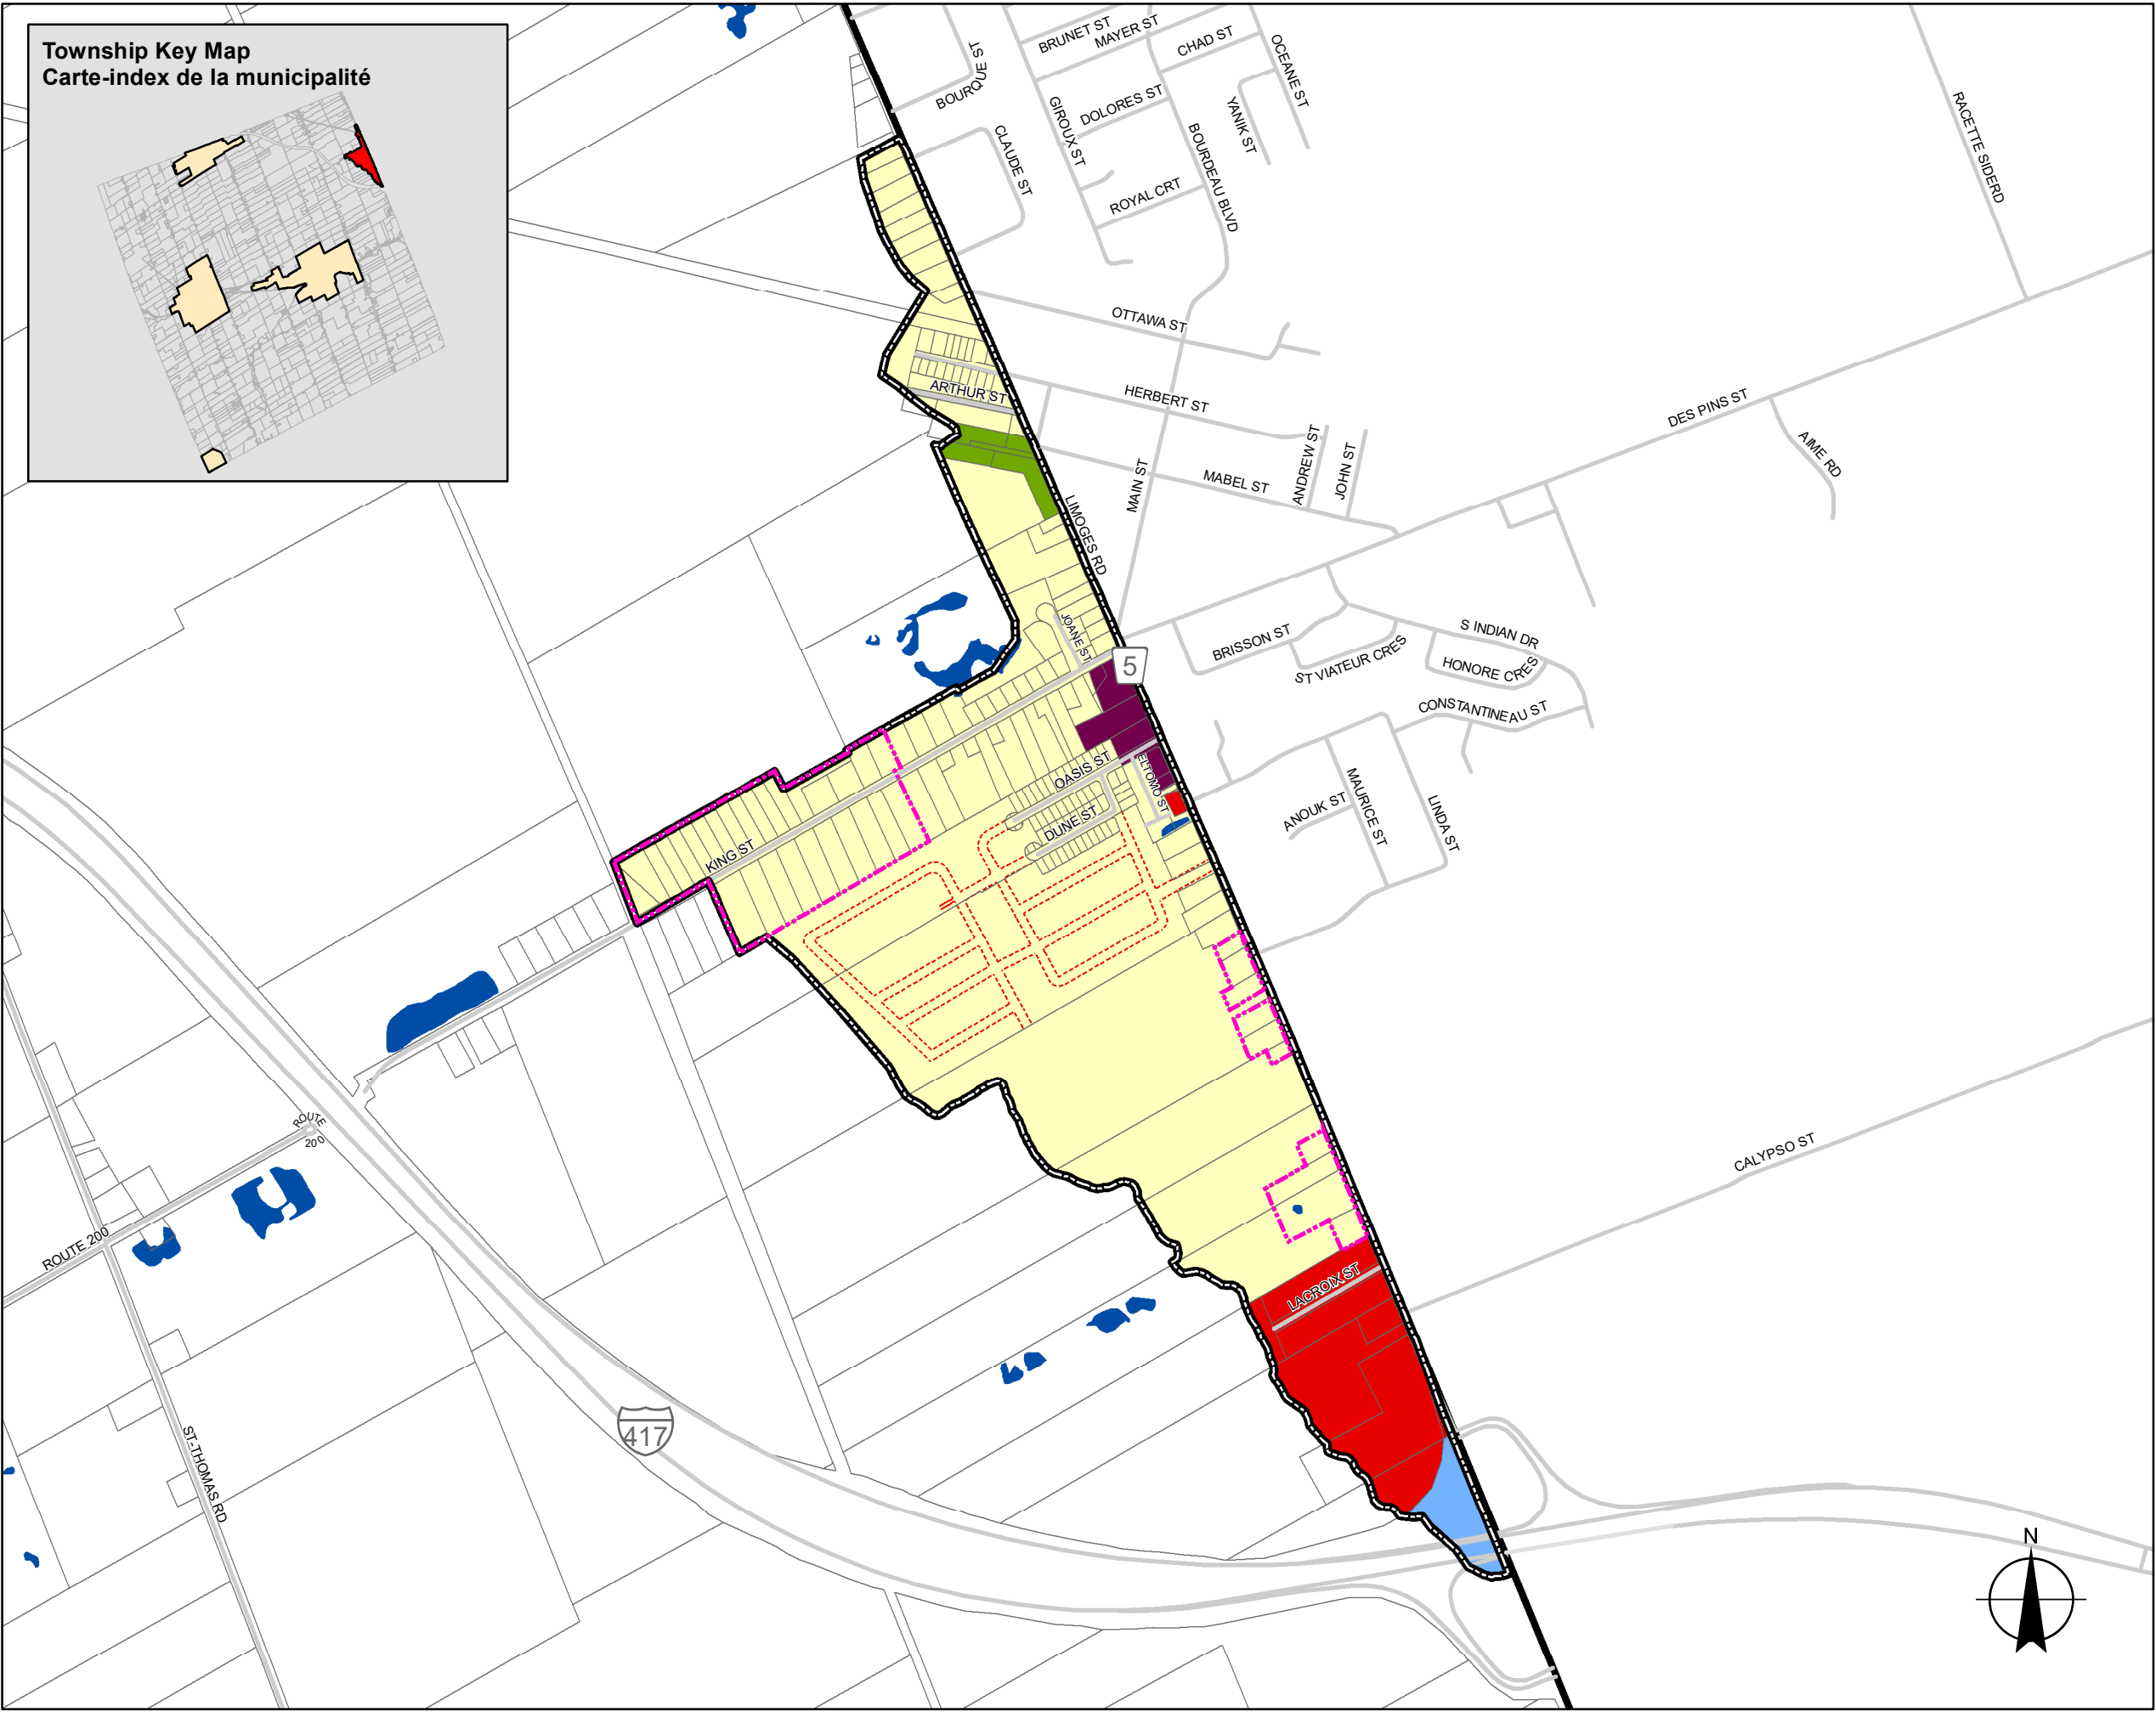 Township Key Map
Carte-index de la municipalité
BRUNET ST
MAYER ST
CHAD ST
OCEANE ST
BOURQUE ST
GIROUX ST
DOLORES ST
YANIK ST
RACETTE SIDERD
CLAUDE ST
BOURDEAU BLVD
ROYAL CRT
OTTAWA ST
ARTHUR ST
HERBERT ST
DES PINS ST
AIME RD
ANDREW ST
JOHN ST
MAIN ST
MABEL ST
LIMOGES RD
JOANE ST
5
BRISSON ST
S INDIAN DR
ST VIATEUR CRES
HONORE CRES
CONSTANTINEAU ST
OASIS ST
ELTOMO ST
DUNE ST
KING ST
ANOUK ST
MAURICE ST
LINDA ST
ROUTE
200
CALYPSO ST
ROUTE 200
LACROIX ST
417
ST-THOMAS RD
N